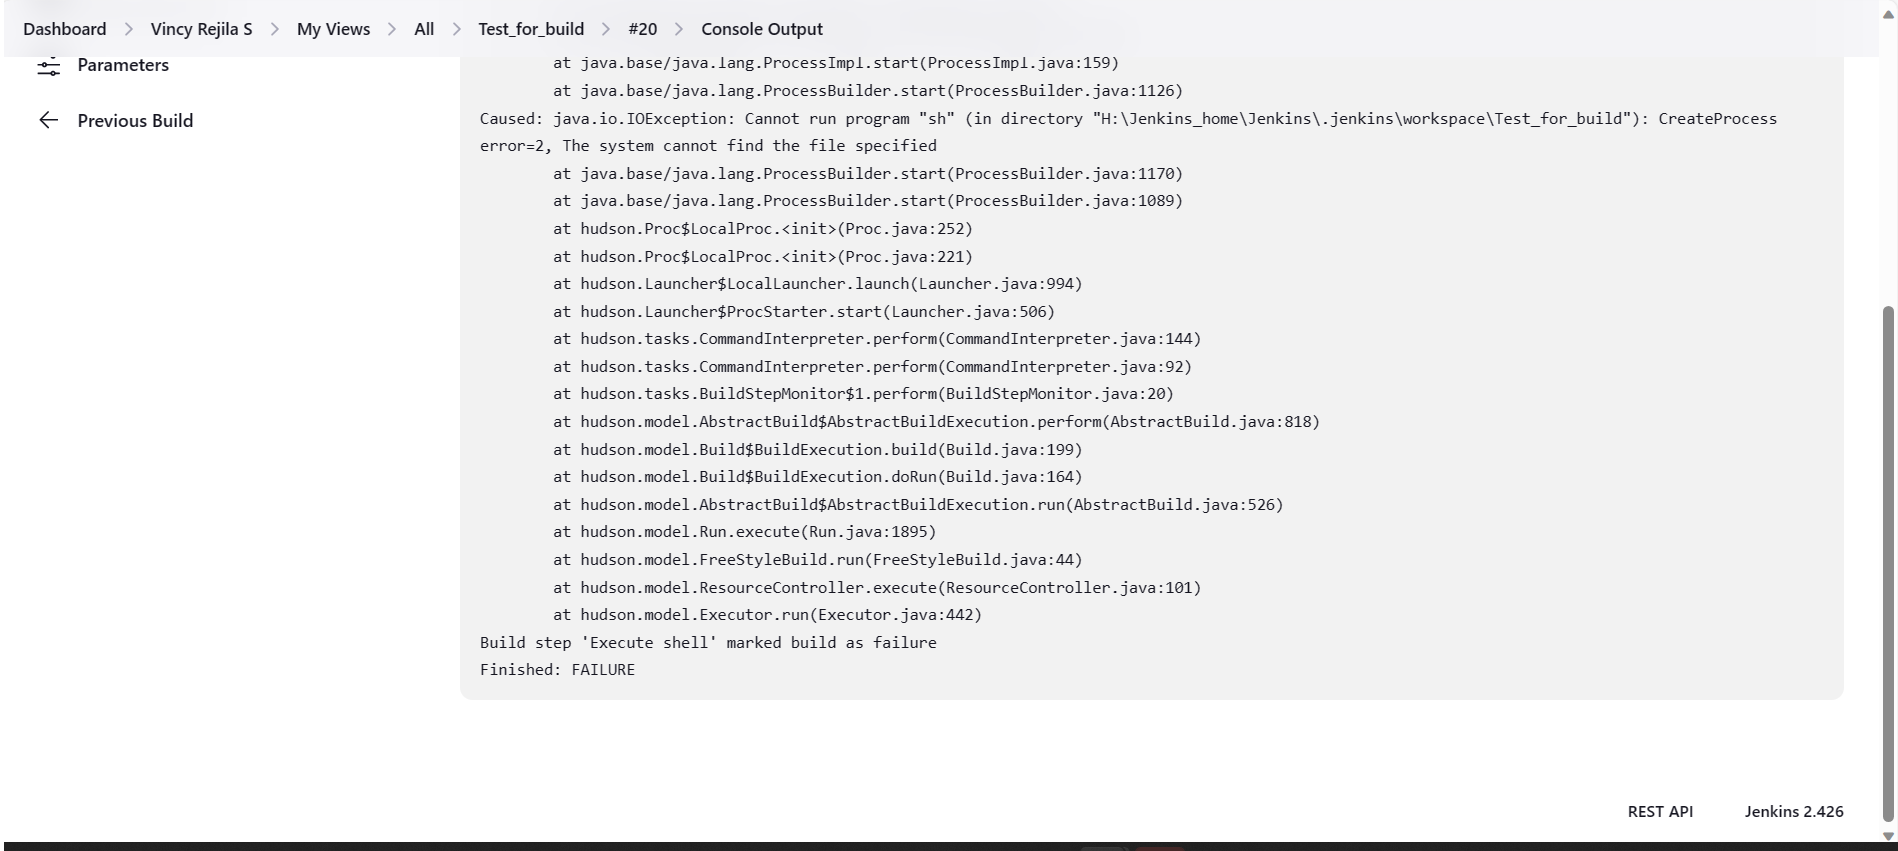 Dashboard > Vincy Rejila S > My Views > All > Test_for_build > #20 > Console Output
Parameters
Previous Build
at java.base/java.lang.ProcessImpl.start(ProcessImpl.java:159)
at java.base/java.lang.ProcessBuilder.start(ProcessBuilder.java:1126)
Caused: java.io.IOException: Cannot run program "sh" (in directory "H:\Jenkins_home\Jenkins\.jenkins\workspace\Test_for_build"): CreateProcess
error=2, The system cannot find the file specified
at java.base/java.lang.ProcessBuilder.start(ProcessBuilder.java:1170)
at java.base/java.lang.ProcessBuilder.start(ProcessBuilder.java:1089)
at hudson.Proc$LocalProc.<init>(Proc.java:252)
at hudson.Proc$LocalProc.<init>(Proc.java:221)
at hudson.Launcher$LocalLauncher.launch(Launcher.java:994)
at hudson.Launcher$ProcStarter.start(Launcher.java:506)
at hudson.tasks.CommandInterpreter.perform(CommandInterpreter.java:144)
at hudson.tasks.CommandInterpreter.perform(CommandInterpreter.java:92)
at hudson.tasks.BuildStepMonitor$1.perform(BuildStepMonitor.java:20)
at hudson.model.AbstractBuild$AbstractBuildExecution.perform(AbstractBuild.java:818)
at hudson.model.Build$BuildExecution.build(Build.java:199)
at hudson.model.Build$BuildExecution.doRun(Build.java:164)
at hudson.model.AbstractBuild$AbstractBuildExecution.run(AbstractBuild.java:526)
at hudson.model.Run.execute(Run.java:1895)
at hudson.model.FreeStyleBuild.run(FreeStyleBuild.java:44)
at hudson.model.ResourceController.execute(ResourceController.java:101)
at hudson.model.Executor.run(Executor.java:442)
Build step 'Execute shell' marked build as failure
Finished: FAILURE
REST API
Jenkins 2.426